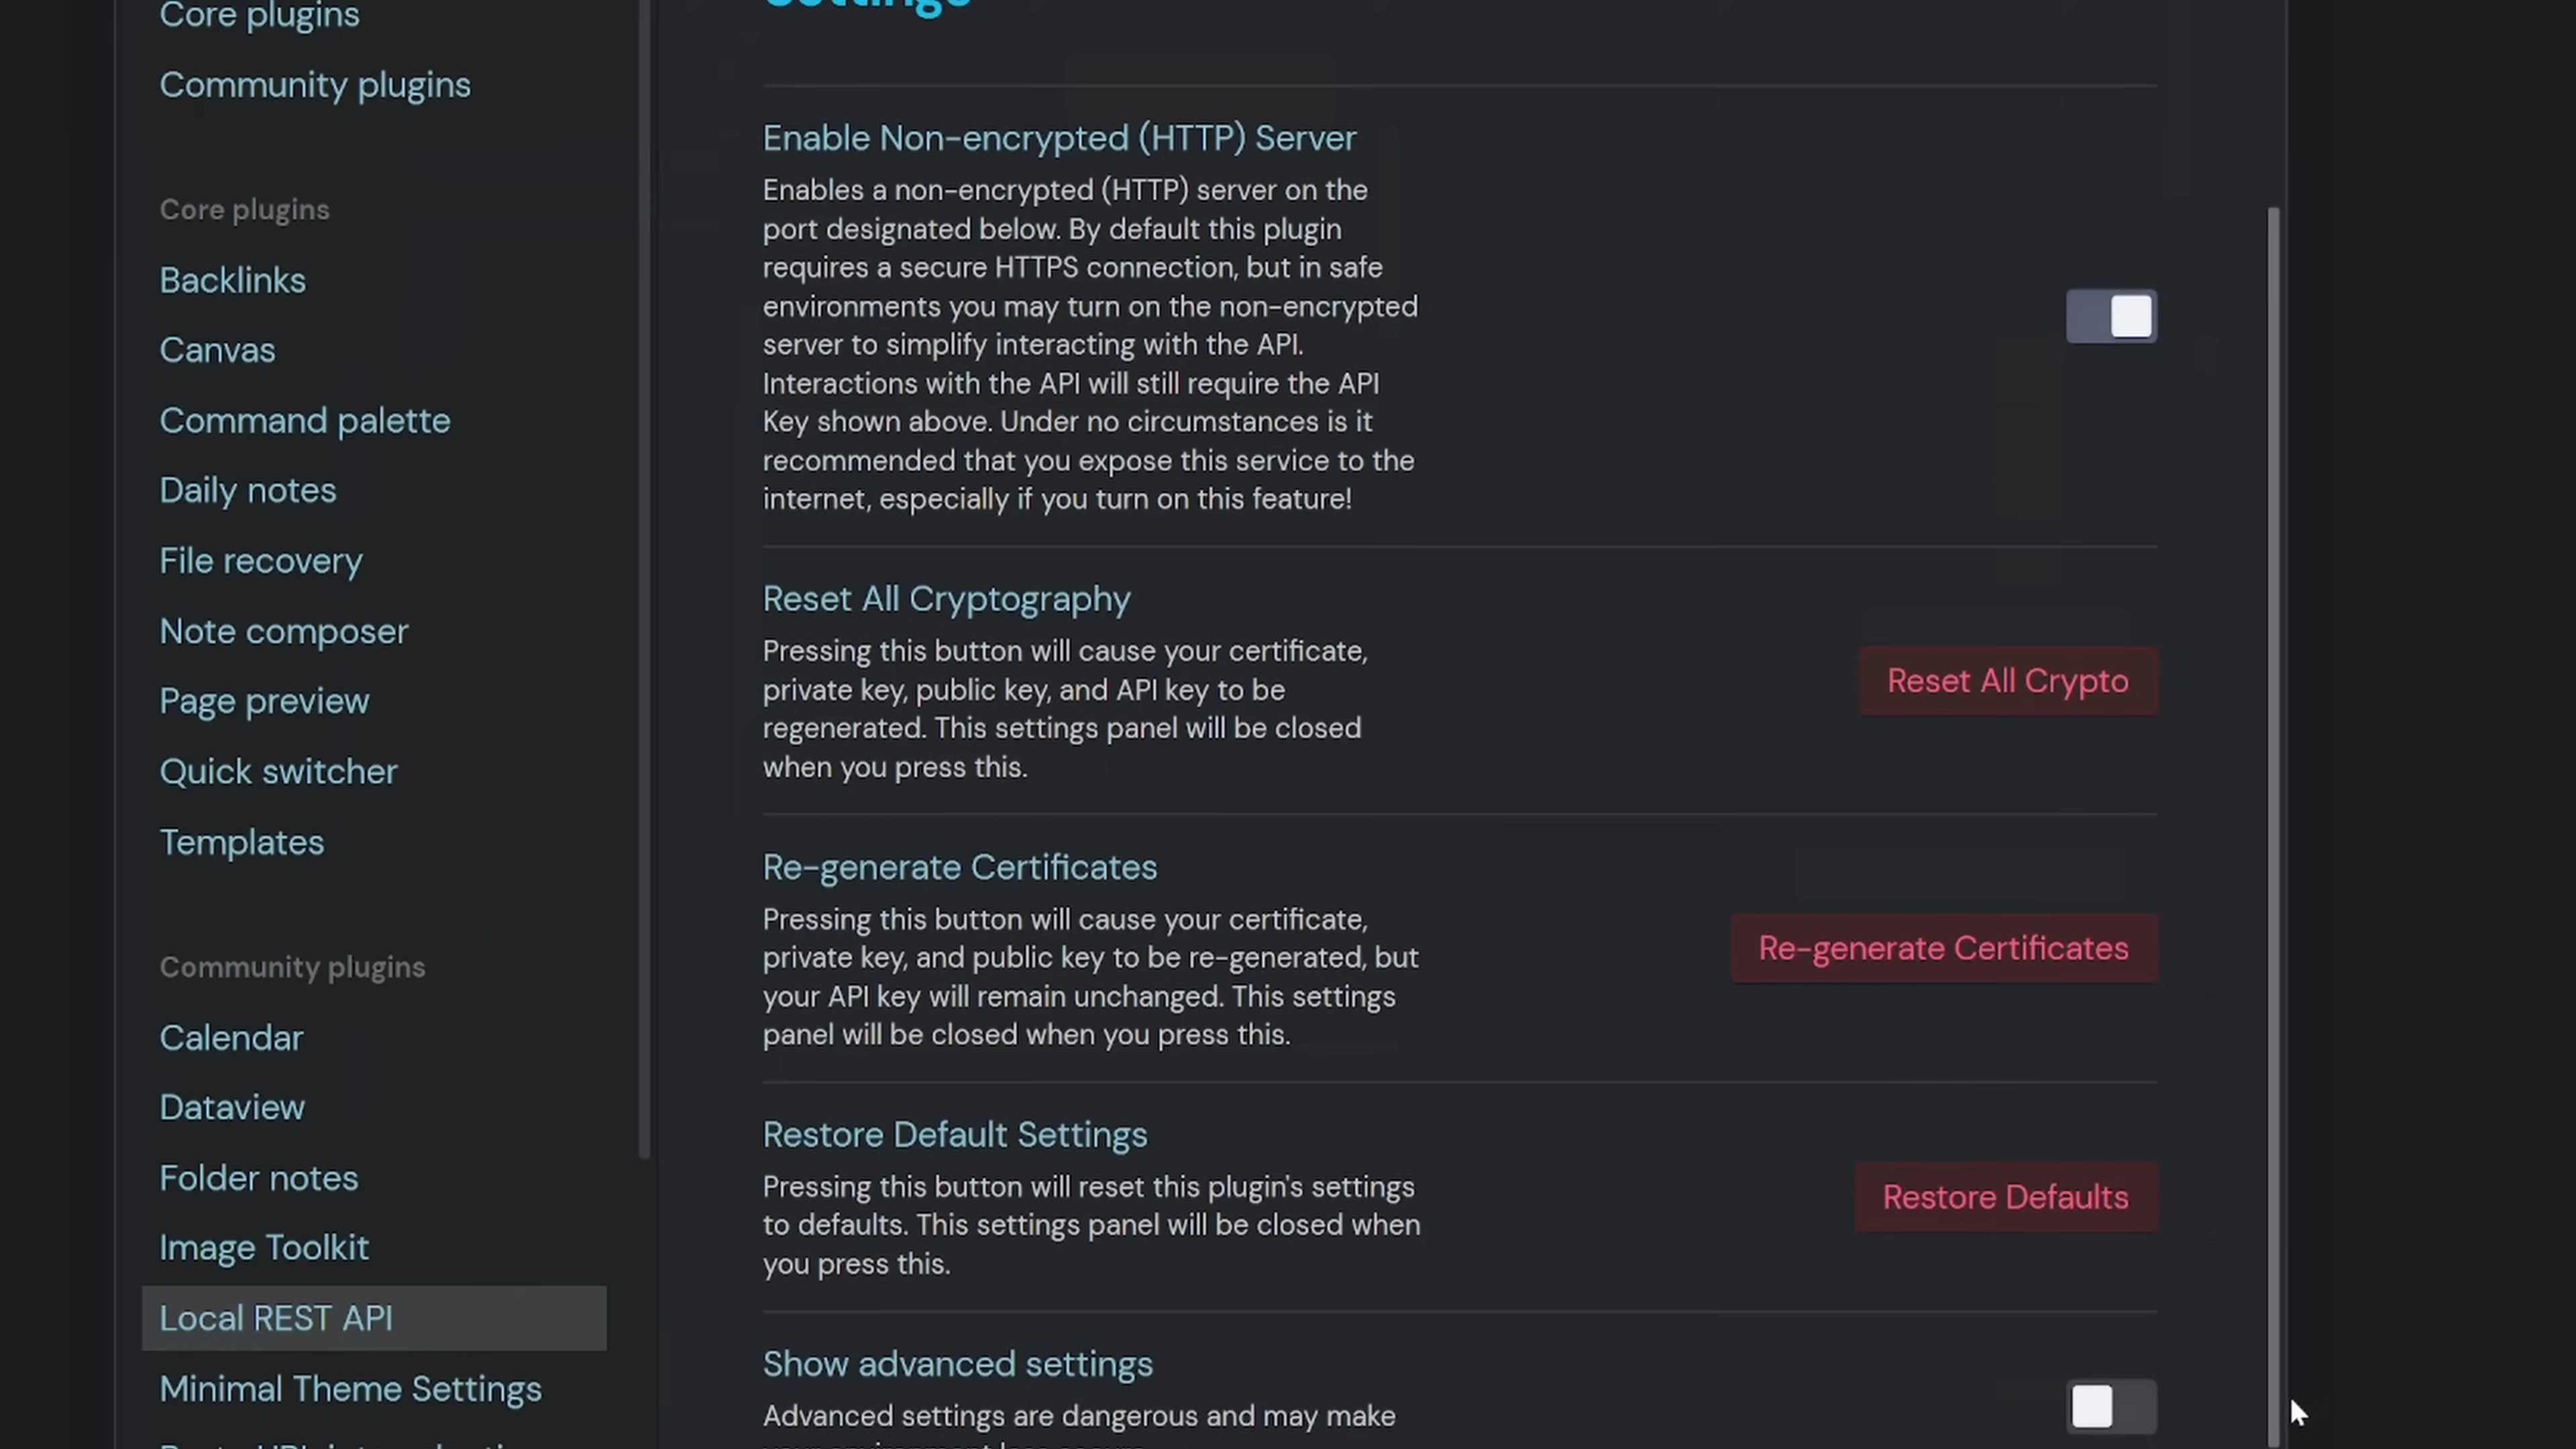 Core plugins
Community plugins
Core plugins
Backlinks
Canvas
Command palette
Daily notes
File recovery
Note composer
Page preview
Quick switcher
Templates
Community plugins
Calendar
Dataview
Folder notes
Image Toolkit
Local REST API
Minimal Theme Settings
Settings
Enable Non-encrypted (HTTP) Server
Enables a non-encrypted (HTTP) server on the
port designated below. By default this plugin
requires a secure HTTPS connection, but in safe
environments you may turn on the non-encrypted
server to simplify interacting with the API.
Interactions with the API will still require the API
Key shown above. Under no circumstances is it
recommended that you expose this service to the
internet, especially if you turn on this feature!
Reset All Cryptography
Pressing this button will cause your certificate,
private key, public key, and API key to be
regenerated. This settings panel will be closed
when you press this.
Reset All Crypto
Re-generate Certificates
Pressing this button will cause your certificate,
private key, and public key to be re-generated, but
your API key will remain unchanged. This settings
panel will be closed when you press this.
Re-generate Certificates
Restore Default Settings
Pressing this button will reset this plugin's settings
to defaults. This settings panel will be closed when
you press this.
Restore Defaults
Show advanced settings
Advanced settings are dangerous and may make